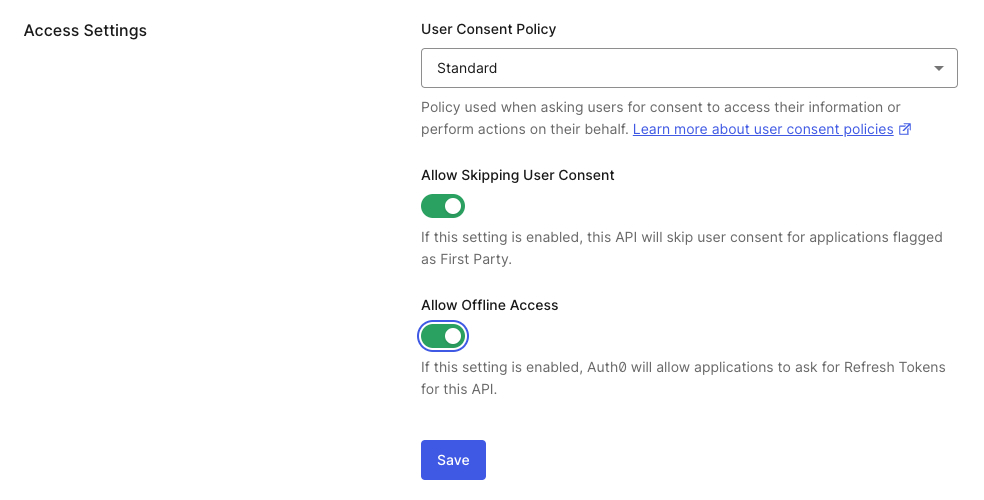 Access Settings
User Consent Policy
Standard
Policy used when asking users for consent to access their information or
perform actions on their behalf. Learn more about user consent policies
Allow Skipping User Consent
If this setting is enabled, this API will skip user consent for applications flagged
as First Party.
Allow Offline Access
If this setting is enabled, Auth0 will allow applications to ask for Refresh Tokens
for this API.
Save